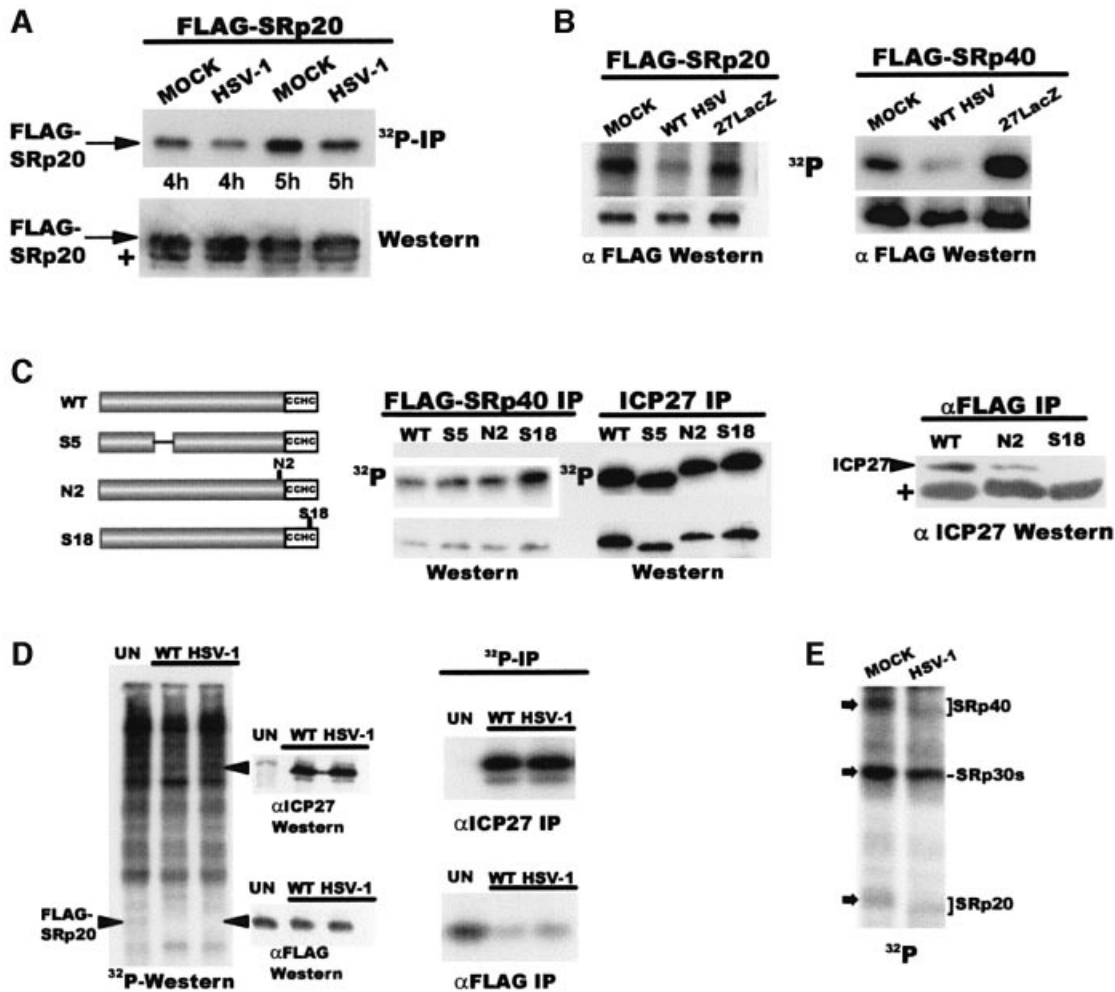 A
FLAG-SRp20
MOCK
HSV-1
MOCK
HSV-1
FLAG-
SRp20
³²P-IP
4h 4h 5h 5h
FLAG-
SRp20
+
Western
B
FLAG-SRp20
MOCK
WT HSV
27LacZ
³²P
α FLAG Western
FLAG-SRp40
MOCK
WT HSV
27LacZ
α FLAG Western
C
WT
CCHC
S5
CCHC
N2
N2
CCHC
S18
S18
CCHC
FLAG-SRp40 IP
WT S5 N2 S18
³²P
Western
ICP27 IP
WT S5 N2 S18
³²P
Western
αFLAG IP
WT N2 S18
ICP27
+
α ICP27 Western
D
UN WT HSV-1
FLAG-
SRp20
³²P-Western
UN WT HSV-1
αICP27
Western
UN WT HSV-1
αFLAG
Western
³²P-IP
UN WT HSV-1
αICP27 IP
UN WT HSV-1
αFLAG IP
E
MOCK
HSV-1
]SRp40
-SRp30s
]SRp20
³²P